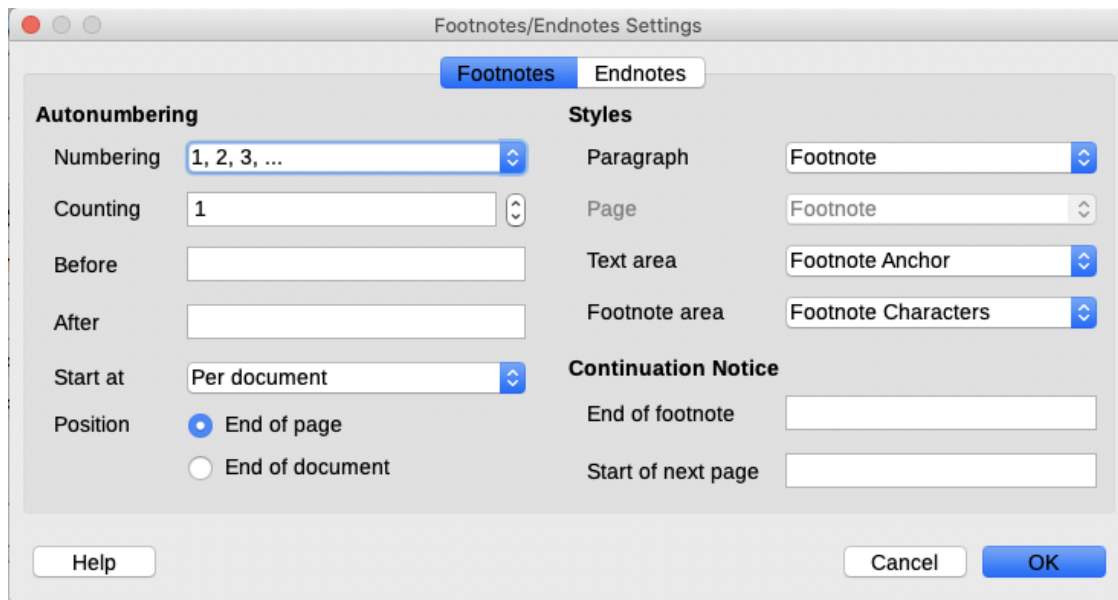 Footnotes/Endnotes Settings
Footnotes Endnotes
Autonumbering
Numbering 1, 2, 3, ...
Counting 1
Before
After
Start at Per document
Position End of page
End of document
Styles
Paragraph Footnote
Page Footnote
Text area Footnote Anchor
Footnote area Footnote Characters
Continuation Notice
End of footnote
Start of next page
Help Cancel OK